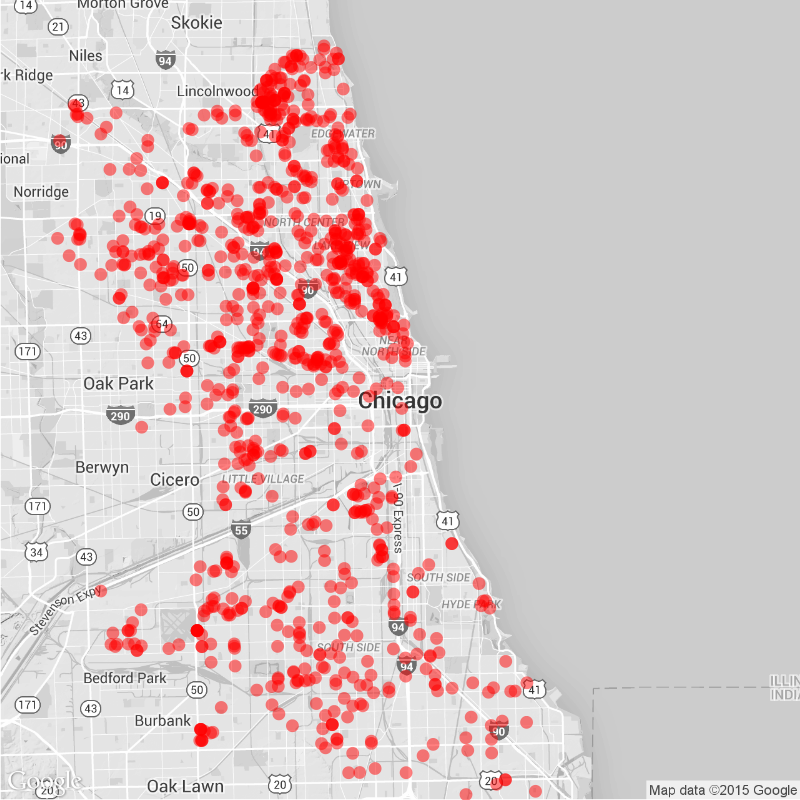 14
Morton Grove
21
Skokie
Niles
94
rk Ridge
14
Lincolnwood
43
41
EDGEWATER
90
ional
Norridge
UPTOWN
19
NORTH CENTER
94
50
41
90
64
43
NEAR
NORTH SIDE
171
50
Oak Park
290
290
Chicago
Berwyn
Cicero
LITTLE VILLAGE
171
50
I-90 Express
41
55
34
43
SOUTH SIDE
Stevenson Expy
HYDE PARK
94
SOUTH SIDE
94
Bedford Park
50
41
ILLIN
INDIA
171
43
Burbank
90
Google
20
Oak Lawn
20
20
Map data ©2015 Google